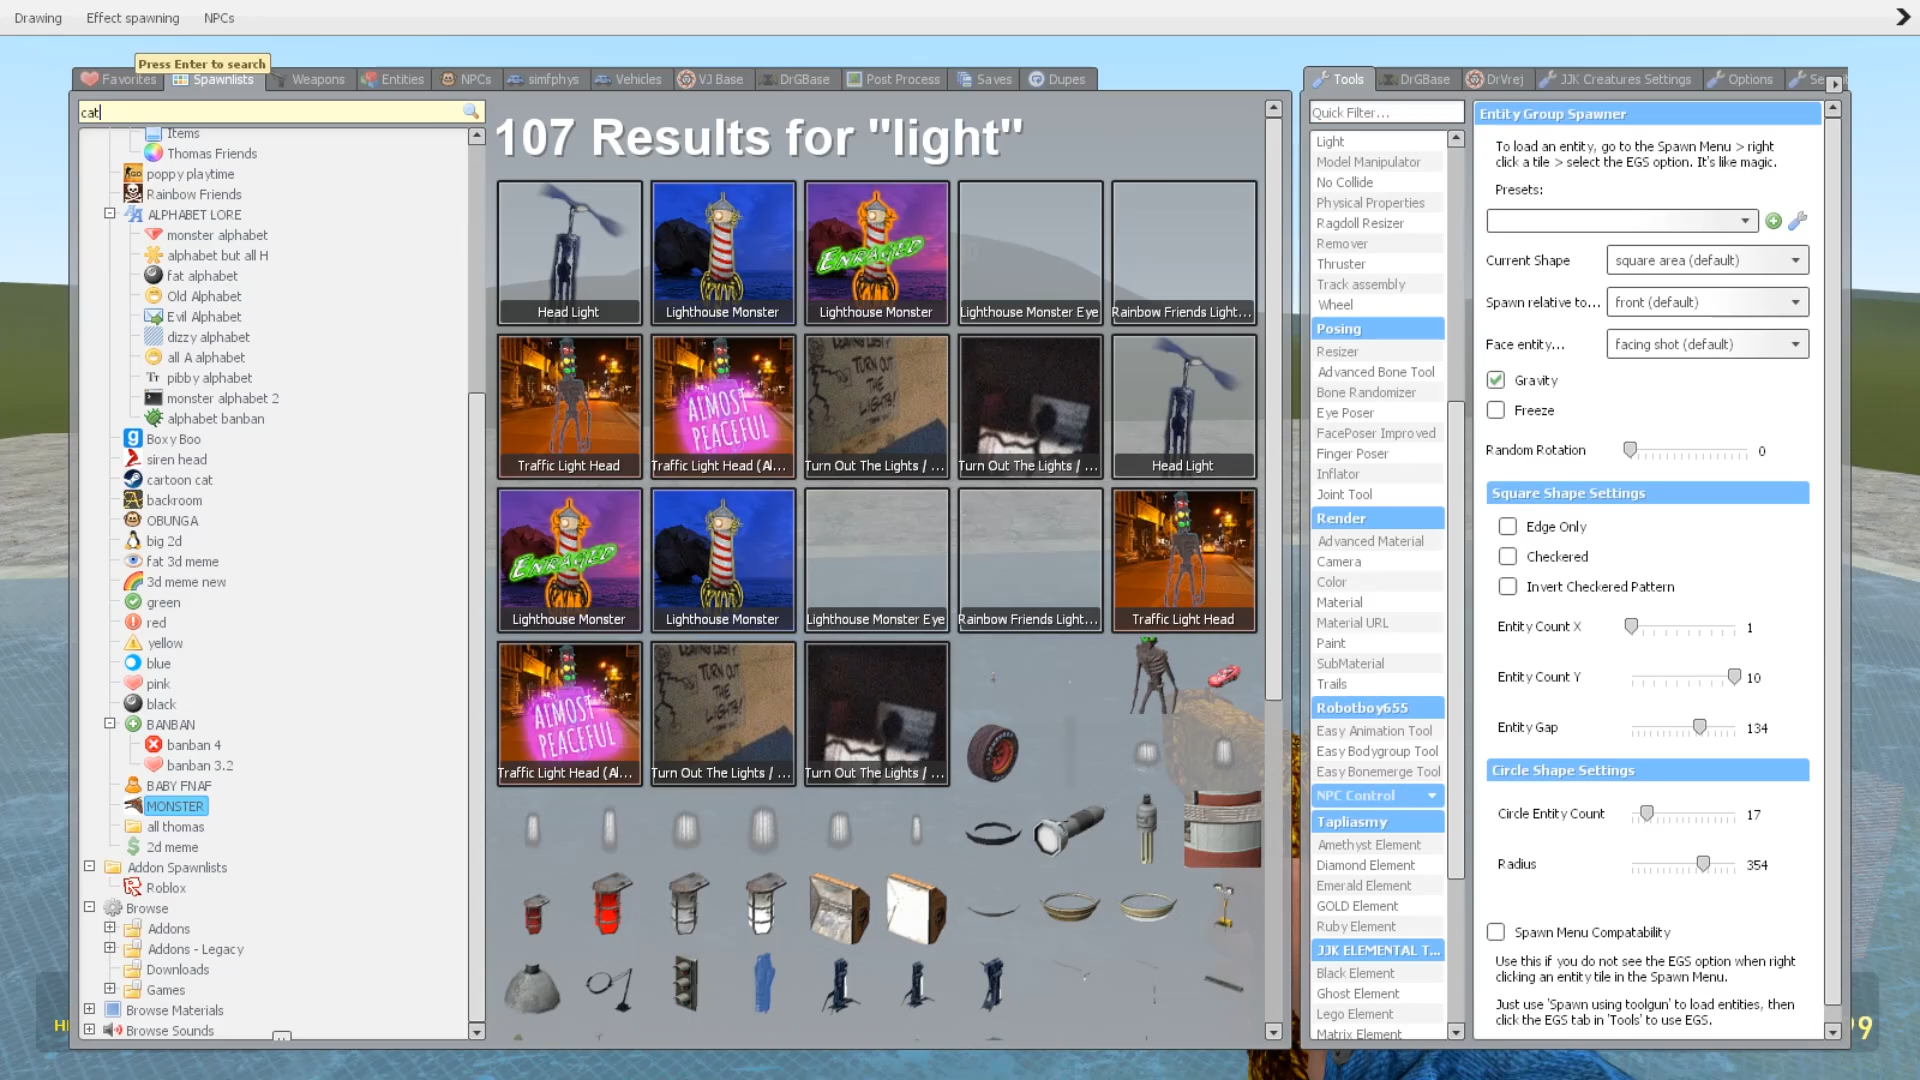 Drawing
Effect spawning
NPCs
Press Enter to search
Favorites
Spawnlists
Weapons
Entities
NPCs
simfphys
Vehicles
VJ Base
DrGBase
Post Process
Saves
Dupes
cat
Items
Thomas Friends
poppy playtime
Rainbow Friends
ALPHABET LORE
monster alphabet
alphabet but all H
fat alphabet
Old Alphabet
Evil Alphabet
dizzy alphabet
all A alphabet
pibby alphabet
monster alphabet 2
alphabet banban
Boxy Boo
siren head
cartoon cat
backroom
OBUNGA
big 2d
fat 3d meme
3d meme new
green
red
yellow
blue
pink
black
BANBAN
banban 4
banban 3.2
BABY FNAF
MONSTER
all thomas
2d meme
Addon Spawnlists
Roblox
Browse
Addons
Addons - Legacy
Downloads
Games
Browse Materials
Browse Sounds
107 Results for "light"
Head Light
Lighthouse Monster
ENRAGED
Lighthouse Monster
Lighthouse Monster Eye
Rainbow Friends Light...
Traffic Light Head
ALMOST
PEACEFUL
Traffic Light Head (Al...
TURN OUT
THE
LIGHTS!
Turn Out The Lights / ...
Turn Out The Lights / ...
Head Light
ENRAGED
Lighthouse Monster
Lighthouse Monster
Lighthouse Monster Eye
Rainbow Friends Light...
Traffic Light Head
ALMOST
PEACEFUL
Traffic Light Head (Al...
TURN OUT
THE
LIGHTS!
Turn Out The Lights / ...
Turn Out The Lights / ...
Tools
DrGBase
DrVrej
JJK Creatures Settings
Options
Quick Filter...
Light
Model Manipulator
No Collide
Physical Properties
Ragdoll Resizer
Remover
Thruster
Track assembly
Wheel
Posing
Resizer
Advanced Bone Tool
Bone Randomizer
Eye Poser
FacePoser Improved
Finger Poser
Inflator
Joint Tool
Render
Advanced Material
Camera
Color
Material
Material URL
Paint
SubMaterial
Trails
Robotboy655
Easy Animation Tool
Easy Bodygroup Tool
Easy Bonemerge Tool
NPC Control
Tapliasmy
Amethyst Element
Diamond Element
Emerald Element
GOLD Element
Ruby Element
JJK ELEMENTAL T...
Black Element
Ghost Element
Lego Element
Matrix Element
Entity Group Spawner
To load an entity, go to the Spawn Menu > right
click a tile > select the EGS option. It's like magic.
Presets:
Current Shape
square area (default)
Spawn relative to...
front (default)
Face entity...
facing shot (default)
Gravity
Freeze
Random Rotation
0
Square Shape Settings
Edge Only
Checkered
Invert Checkered Pattern
Entity Count X
1
Entity Count Y
10
Entity Gap
134
Circle Shape Settings
Circle Entity Count
17
Radius
354
Spawn Menu Compatability
Use this if you do not see the EGS option when right
clicking an entity tile in the Spawn Menu.
Just use 'Spawn using toolgun' to load entities, then
click the EGS tab in 'Tools' to use EGS.